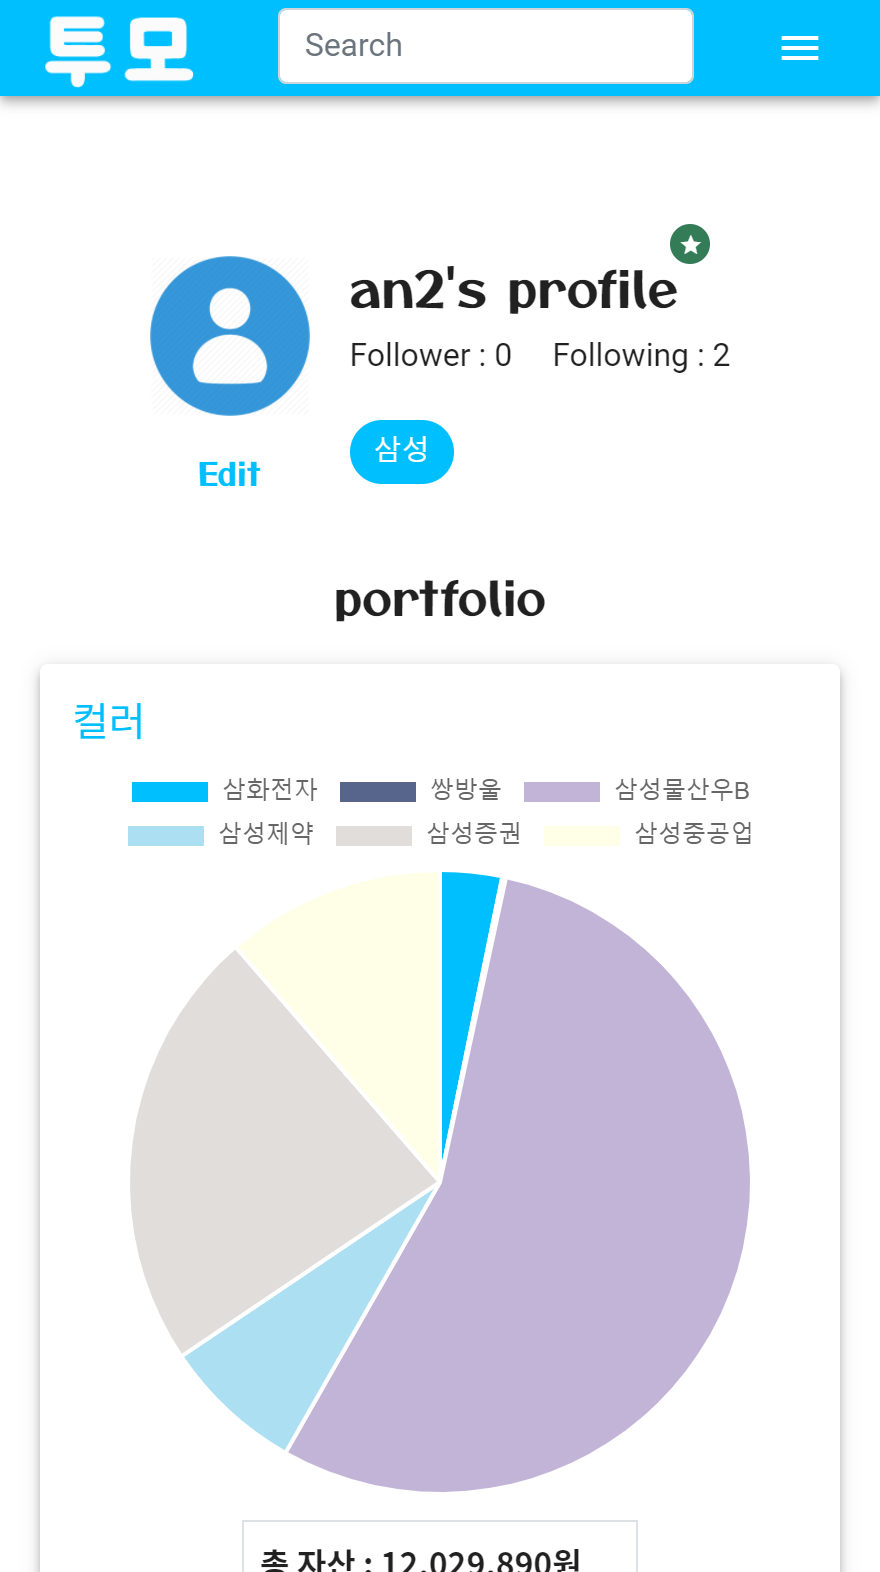 투모
Search
an2's profile
Follower : 0 Following : 2
삼성
Edit
portfolio
컬러
삼화전자 쌍방울 삼성물산우B
삼성제약 삼성증권 삼성중공업
총 자산 : 12,029,890원